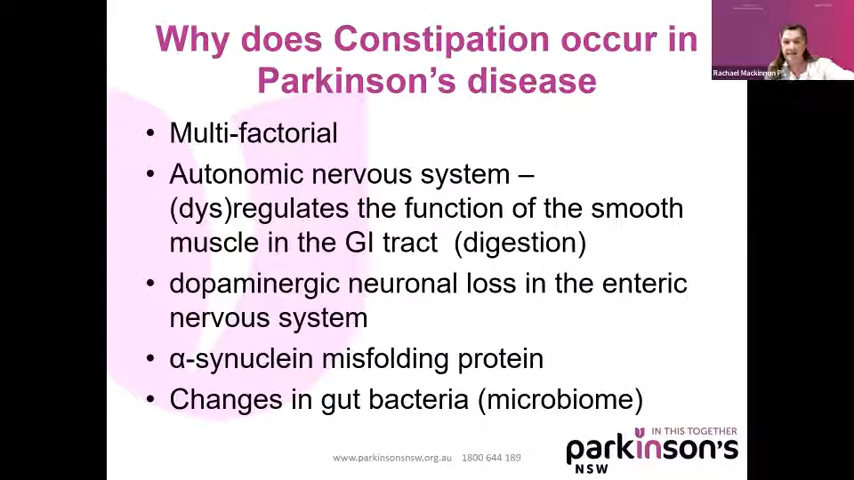 Why does Constipation occur in
Parkinson's disease
• Multi-factorial
• Autonomic nervous system –
(dys)regulates the function of the smooth
muscle in the GI tract (digestion)
• dopaminergic neuronal loss in the enteric
nervous system
• α-synuclein misfolding protein
• Changes in gut bacteria (microbiome)
Rachael Mackinnon P
IN THIS TOGETHER
parkinson's
NSW
www.parkinsonsnsw.org.au 1800 644 189